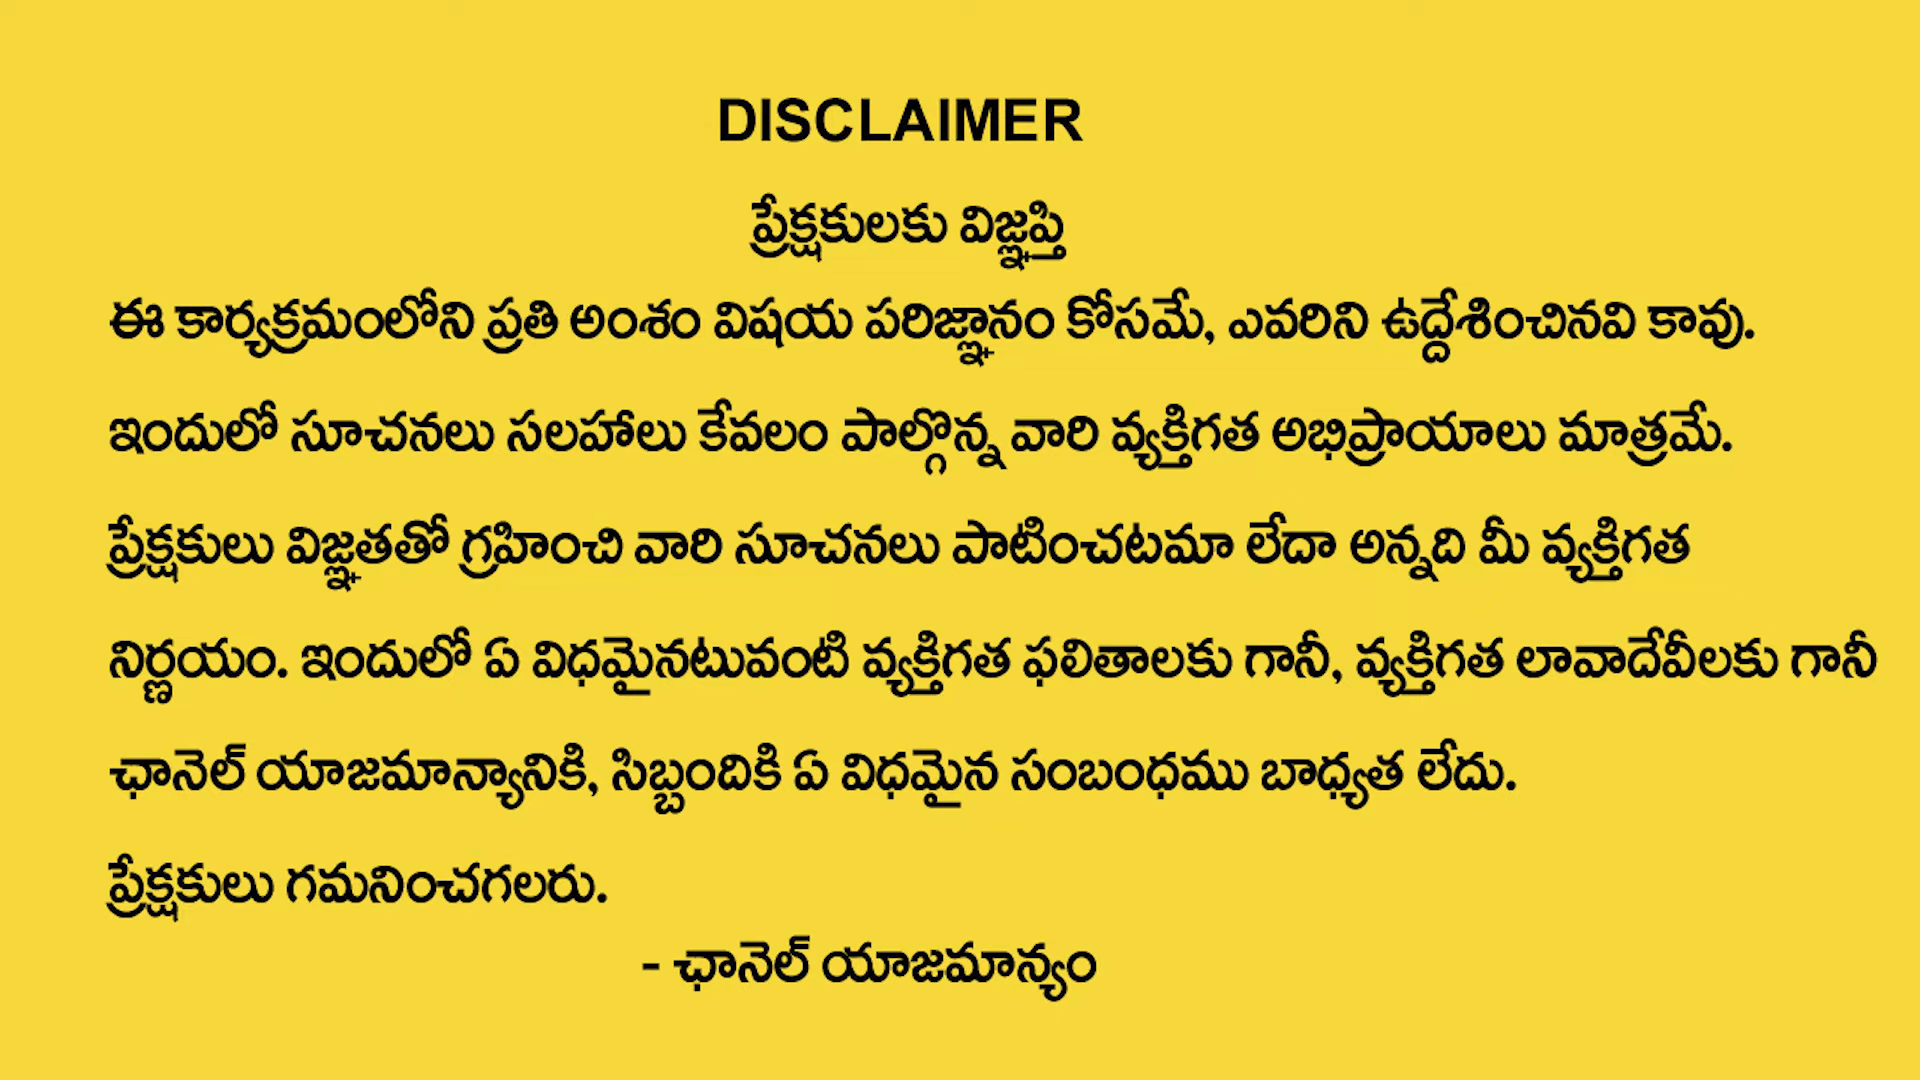 DISCLAIMER
ప్రేక్షకులకు విజ్ఞప్తి
ఈ కార్యక్రమంలోని ప్రతి అంశం విషయ పరిజ్ఞానం కోసమే, ఎవరిని ఉద్దేశించినవి కావు.
ఇందులో సూచనలు సలహాలు కేవలం పాల్గొన్న వారి వ్యక్తిగత అభిప్రాయాలు మాత్రమే.
ప్రేక్షకులు విజ్ఞతతో గ్రహించి వారి సూచనలు పాటించటమా లేదా అన్నది మీ వ్యక్తిగత
నిర్ణయం. ఇందులో ఏ విధమైనటువంటి వ్యక్తిగత ఫలితాలకు గానీ, వ్యక్తిగత లావాదేవీలకు గానీ
ఛానెల్ యాజమాన్యానికి, సిబ్బందికి ఏ విధమైన సంబంధము బాధ్యత లేదు.
ప్రేక్షకులు గమనించగలరు.
- ఛానెల్ యాజమాన్యం